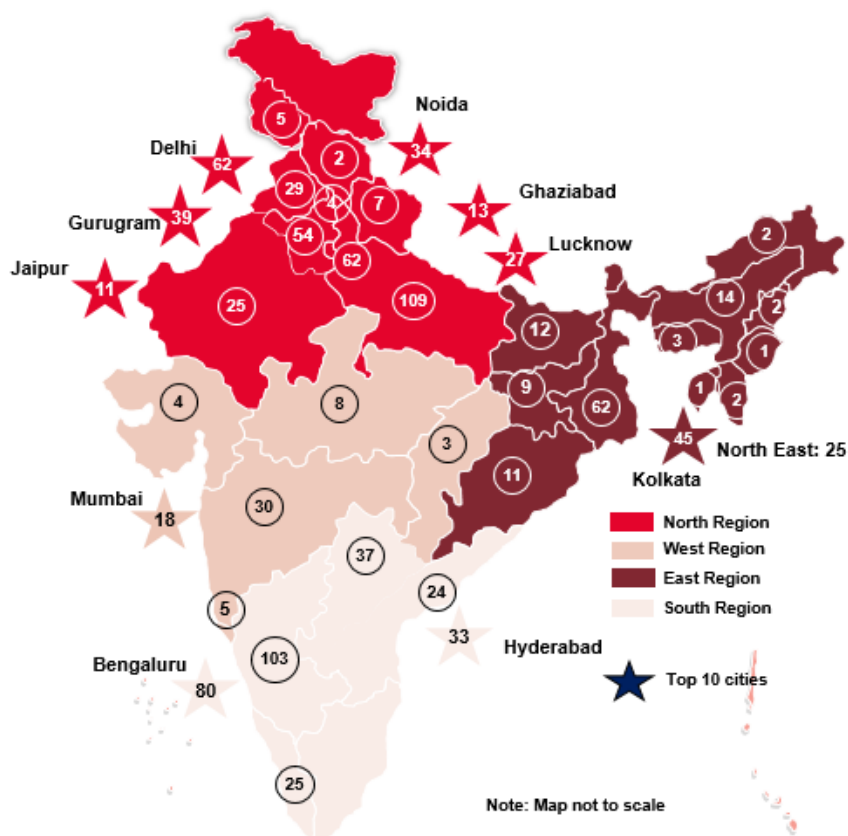 Noida
34
5
Delhi
62
2
29
4
7
Ghaziabad
13
Gurugram
39
54
62
Lucknow
27
Jaipur
11
25
109
2
14
2
12
3
1
9
1
2
62
4
8
3
45
North East: 25
Kolkata
11
Mumbai
18
30
North Region
West Region
East Region
South Region
37
24
5
33
Hyderabad
103
Bengaluru
80
Top 10 cities
25
Note: Map not to scale